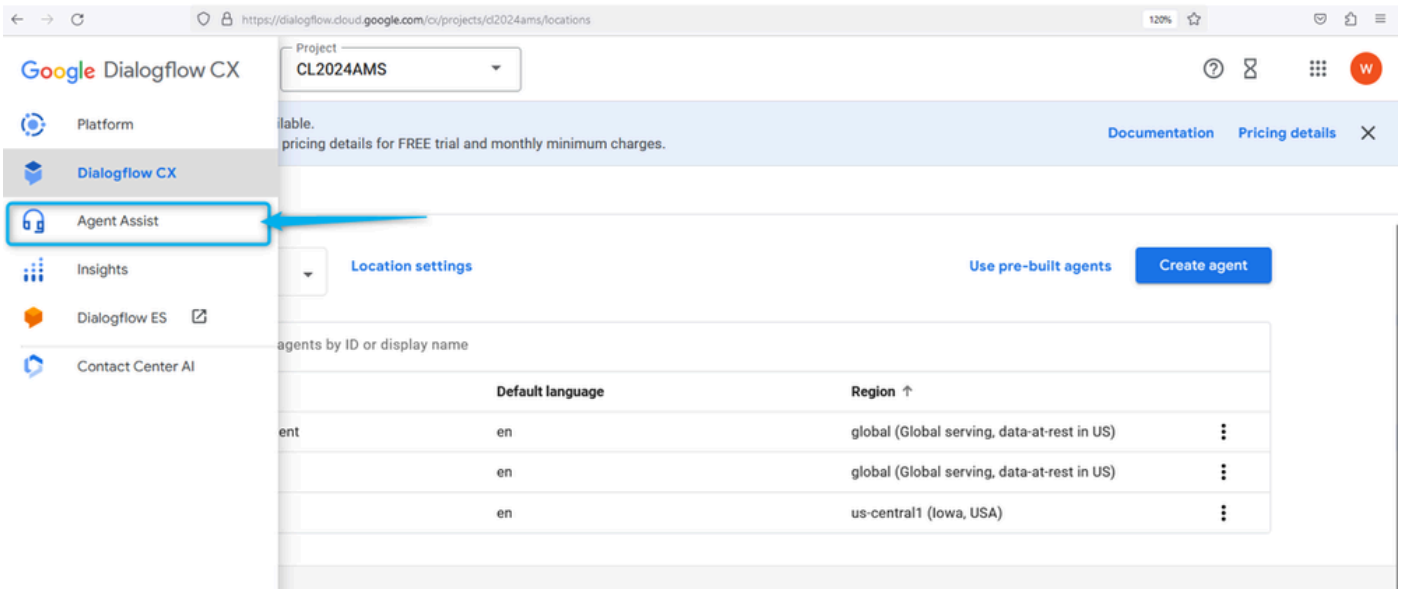 https://dialogflow.cloud.google.com/cx/projects/cl2024ams/locations
120%
Google Dialogflow CX
Project
CL2024AMS
W
Platform
ilable.
pricing details for FREE trial and monthly minimum charges.
Documentation
Pricing details
Dialogflow CX
Agent Assist
Insights
Location settings
Use pre-built agents
Create agent
Dialogflow ES
agents by ID or display name
Contact Center AI
Default language
Region
ent
en
global (Global serving, data-at-rest in US)
en
global (Global serving, data-at-rest in US)
en
us-central1 (Iowa, USA)